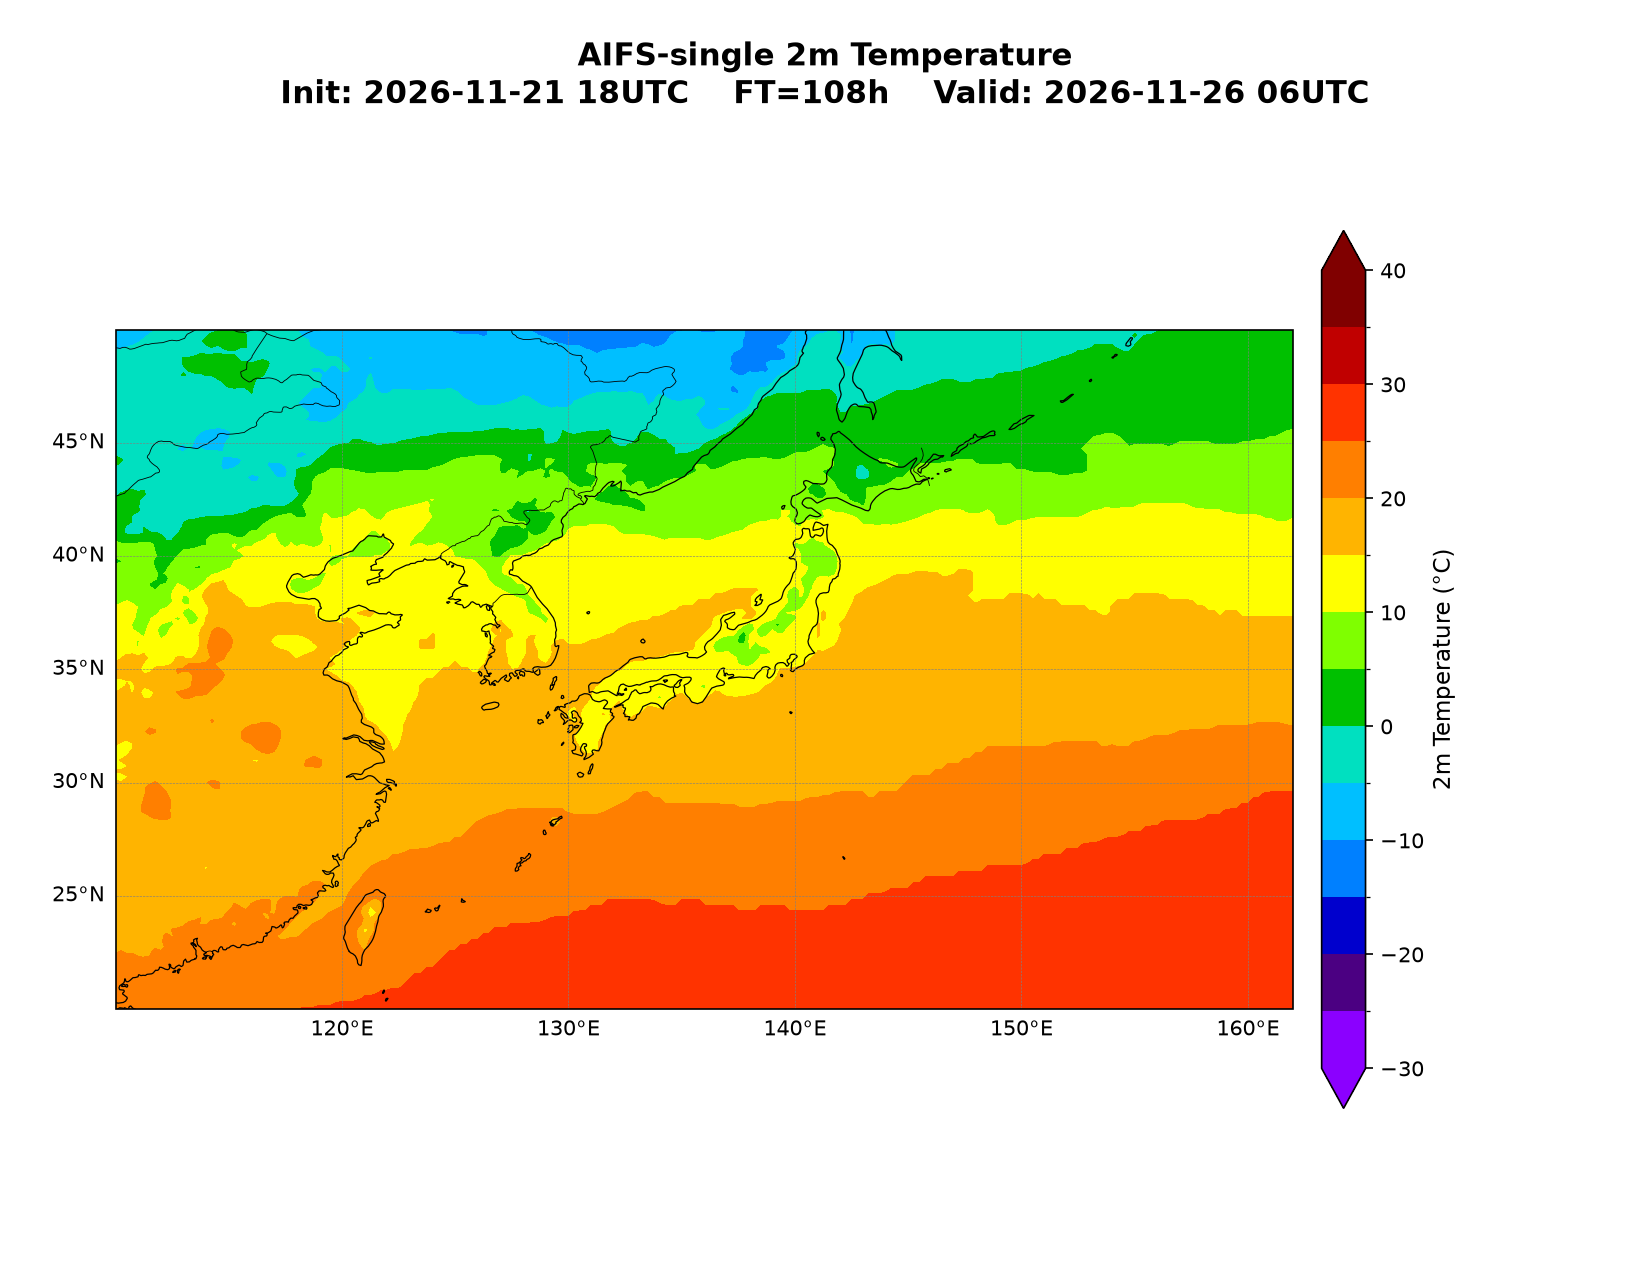 AIFS-single 2m Temperature
Init: 2026-11-21 18UTC    FT=108h    Valid: 2026-11-26 06UTC
45°N
40°N
35°N
30°N
25°N
120°E
130°E
140°E
150°E
160°E
40
30
20
10
0
−10
−20
−30
2m Temperature (°C)